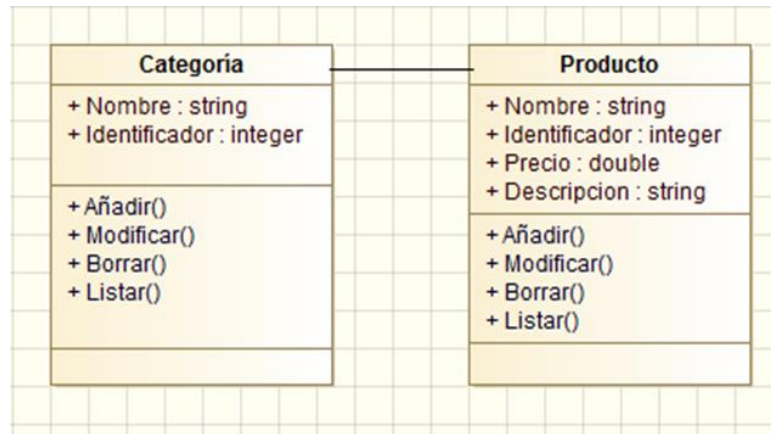 Categoría
+ Nombre : string
+ Identificador : integer
+ Añadir()
+ Modificar()
+ Borrar()
+ Listar()
Producto
+ Nombre : string
+ Identificador : integer
+ Precio : double
+ Descripcion : string
+ Añadir()
+ Modificar()
+ Borrar()
+ Listar()